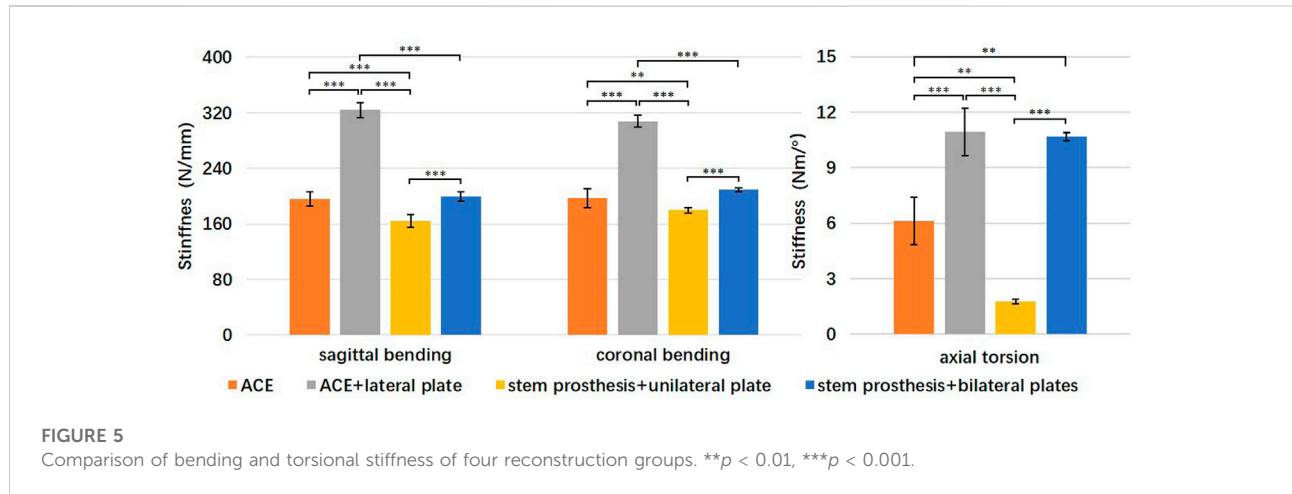 400
320
240
160
80
0
Stinffnes (N/mm)
***
***
***
***
***
***
**
***
***
***
sagittal bending
coronal bending
15
12
9
6
3
0
Stiffness (Nm/°)
**
**
***
***
***
axial torsion
ACE
ACE+lateral plate
stem prosthesis+unilateral plate
stem prosthesis+bilateral plates
FIGURE 5
Comparison of bending and torsional stiffness of four reconstruction groups. **p < 0.01, ***p < 0.001.